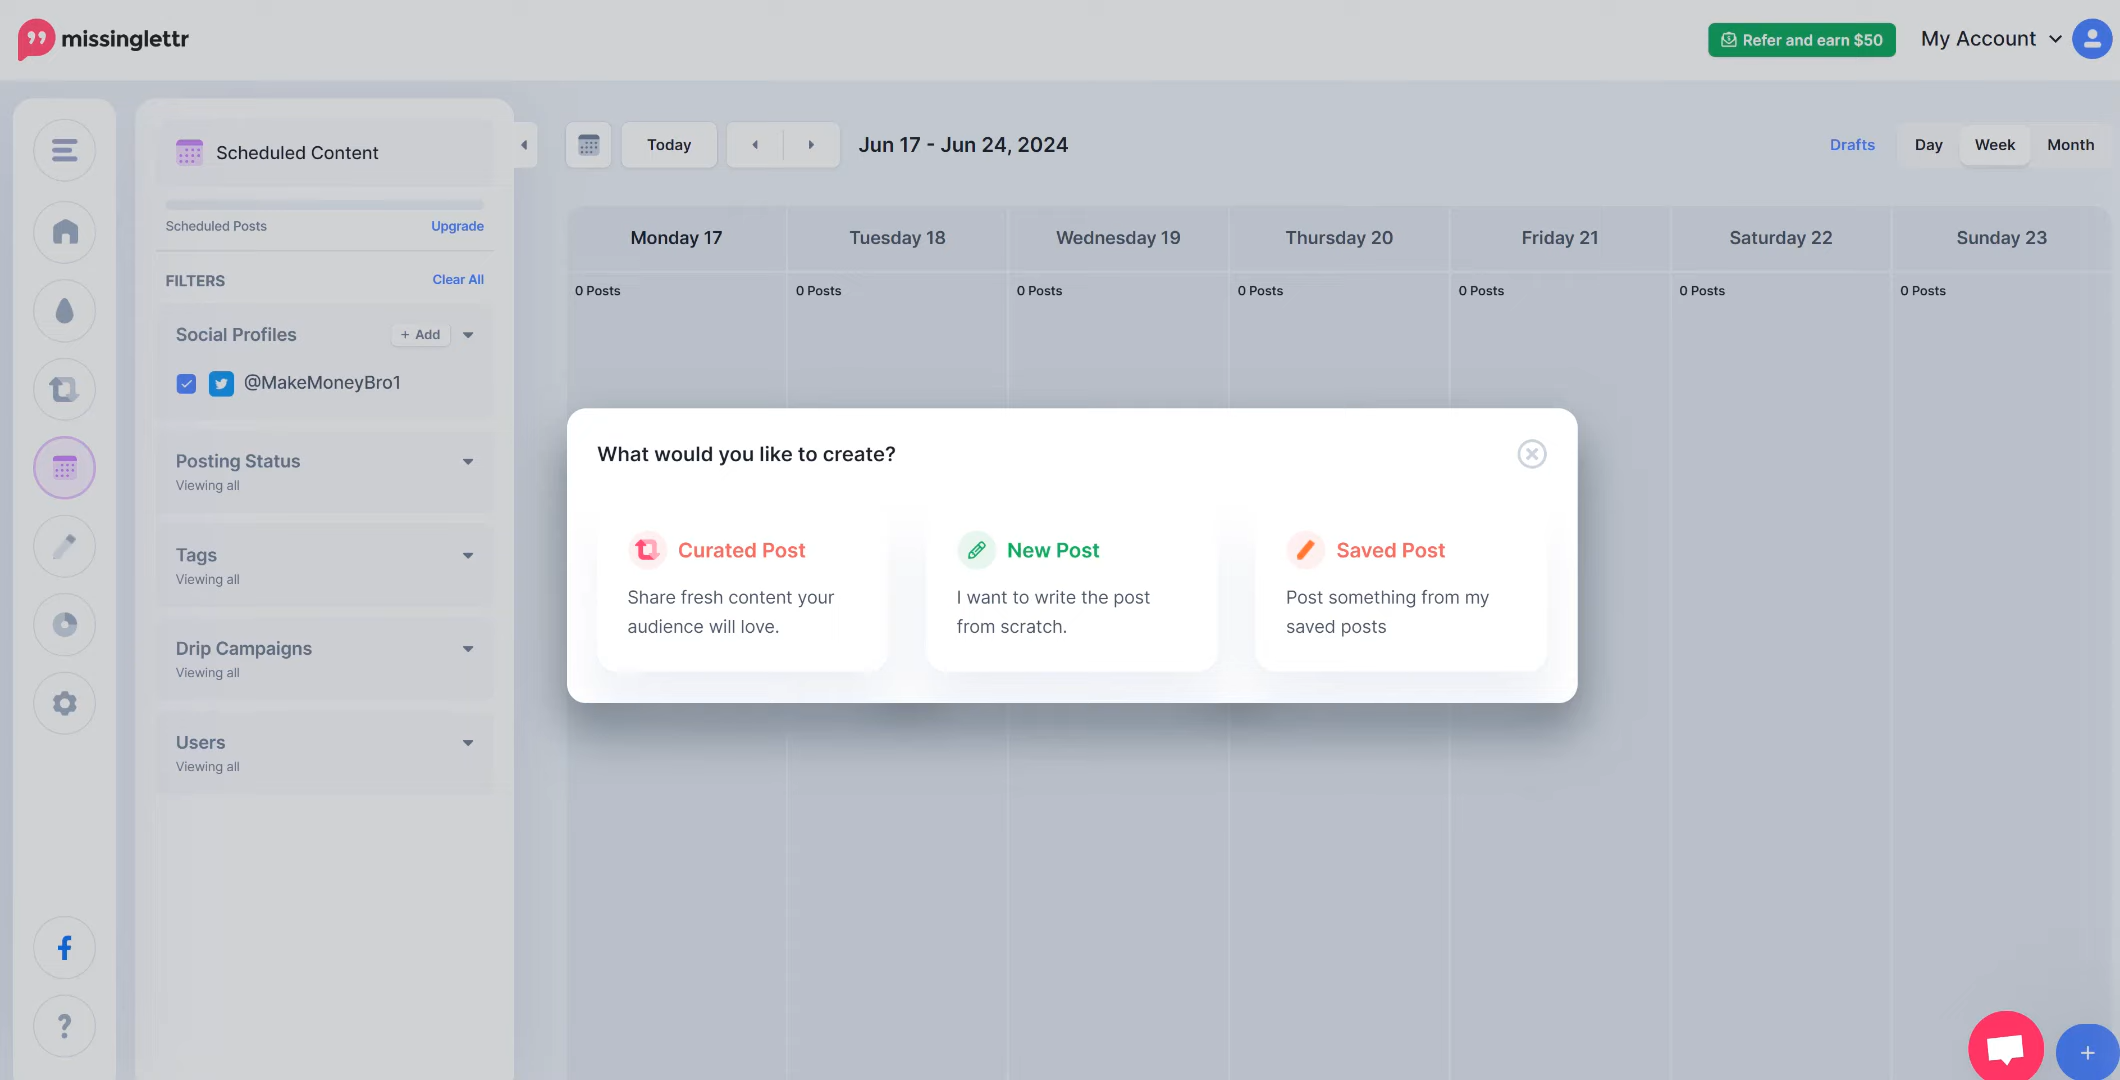 missinglettr
Refer and earn $50
My Account
Scheduled Content
Today
Jun 17 - Jun 24, 2024
Drafts
Day
Week
Month
Scheduled Posts
Upgrade
FILTERS
Clear All
Social Profiles
+ Add
@MakeMoneyBro1
Posting Status
Viewing all
Tags
Viewing all
Drip Campaigns
Viewing all
Users
Viewing all
Monday 17
Tuesday 18
Wednesday 19
Thursday 20
Friday 21
Saturday 22
Sunday 23
0 Posts
0 Posts
0 Posts
0 Posts
0 Posts
0 Posts
0 Posts
What would you like to create?
Curated Post
Share fresh content your
audience will love.
New Post
I want to write the post
from scratch.
Saved Post
Post something from my
saved posts